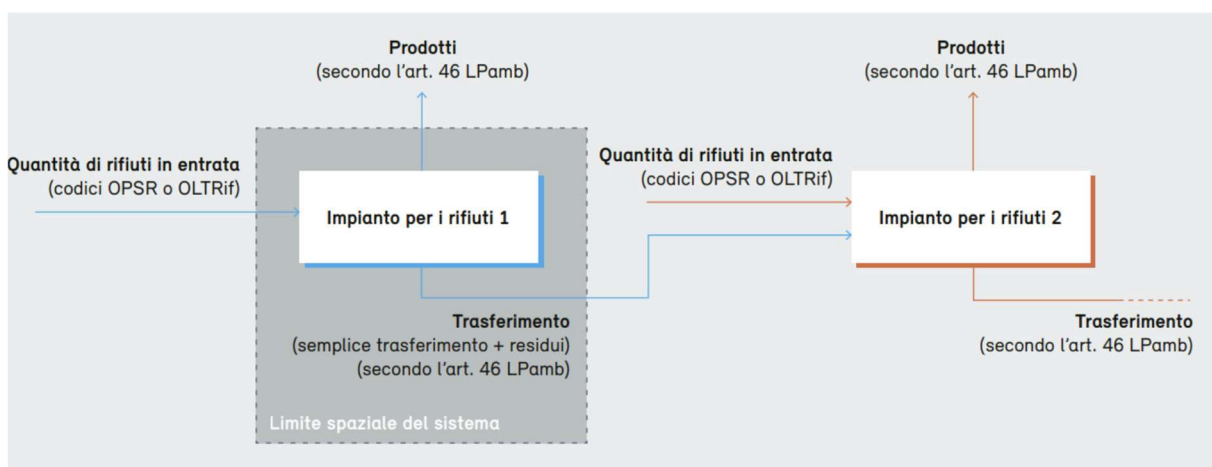 Prodotti
(secondo l'art. 46 LPamb)
Prodotti
(secondo l'art. 46 LPamb)
Quantità di rifiuti in entrata
(codici OPSR o OLTRif)
Quantità di rifiuti in entrata
(codici OPSR o OLTRif)
Impianto per i rifiuti 1
Impianto per i rifiuti 2
Trasferimento
(semplice trasferimento + residui)
(secondo l'art. 46 LPamb)
Trasferimento
(secondo l'art. 46 LPamb)
Limite spaziale del sistema